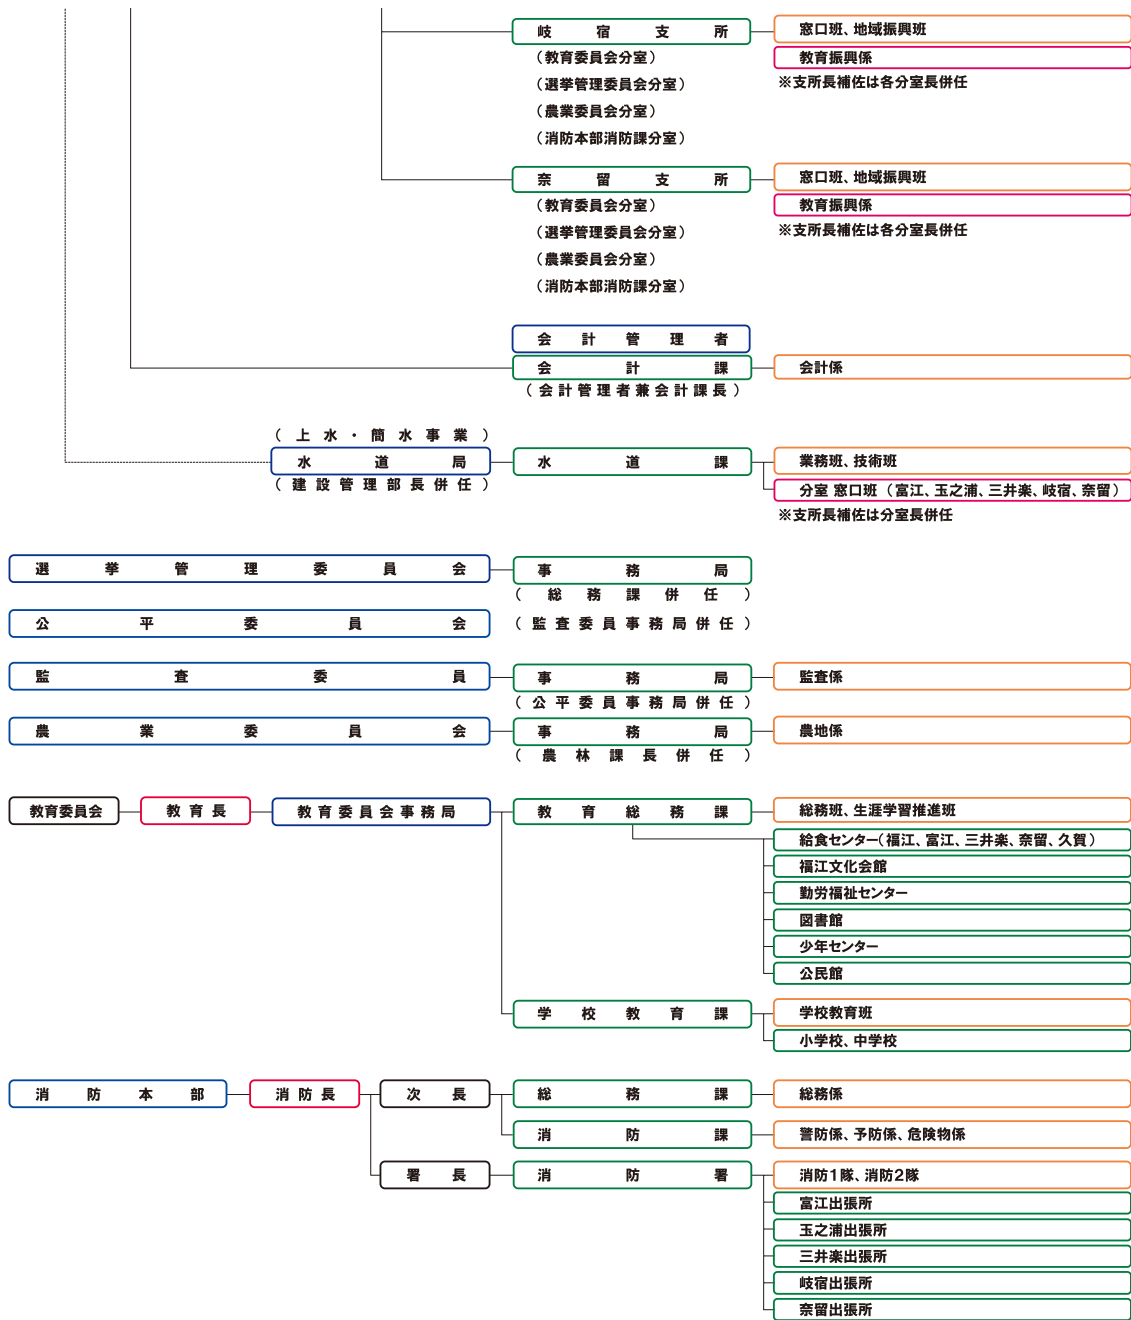 岐宿支所
窓口班、地域振興班
(教育委員会分室)
教育振興係
(選挙管理委員会分室)
※支所長補佐は各分室長併任
(農業委員会分室)
(消防本部消防課分室)
奈留支所
窓口班、地域振興班
(教育委員会分室)
教育振興係
(選挙管理委員会分室)
※支所長補佐は各分室長併任
(農業委員会分室)
(消防本部消防課分室)
会計管理者
会計課
会計係
(会計管理者兼会計課長)
(上水・簡水事業)
水道局
水道課
業務班、技術班
(建設管理部長併任)
分室 窓口班 (富江、玉之浦、三井楽、岐宿、奈留)
※支所長補佐は分室長併任
選挙管理委員会
事務局
(総務課併任)
公平委員会
(監査委員事務局併任)
監査委員
事務局
監査係
(公平委員事務局併任)
農業委員会
事務局
農地係
(農林課長併任)
教育委員会
教育長
教育委員会事務局
教育総務課
総務班、生涯学習推進班
給食センター(福江、富江、三井楽、奈留、久賀)
福江文化会館
勤労福祉センター
図書館
少年センター
公民館
学校教育課
学校教育班
小学校、中学校
消防本部
消防長
次長
総務課
総務係
消防課
警防係、予防係、危険物係
署長
消防署
消防1隊、消防2隊
富江出張所
玉之浦出張所
三井楽出張所
岐宿出張所
奈留出張所